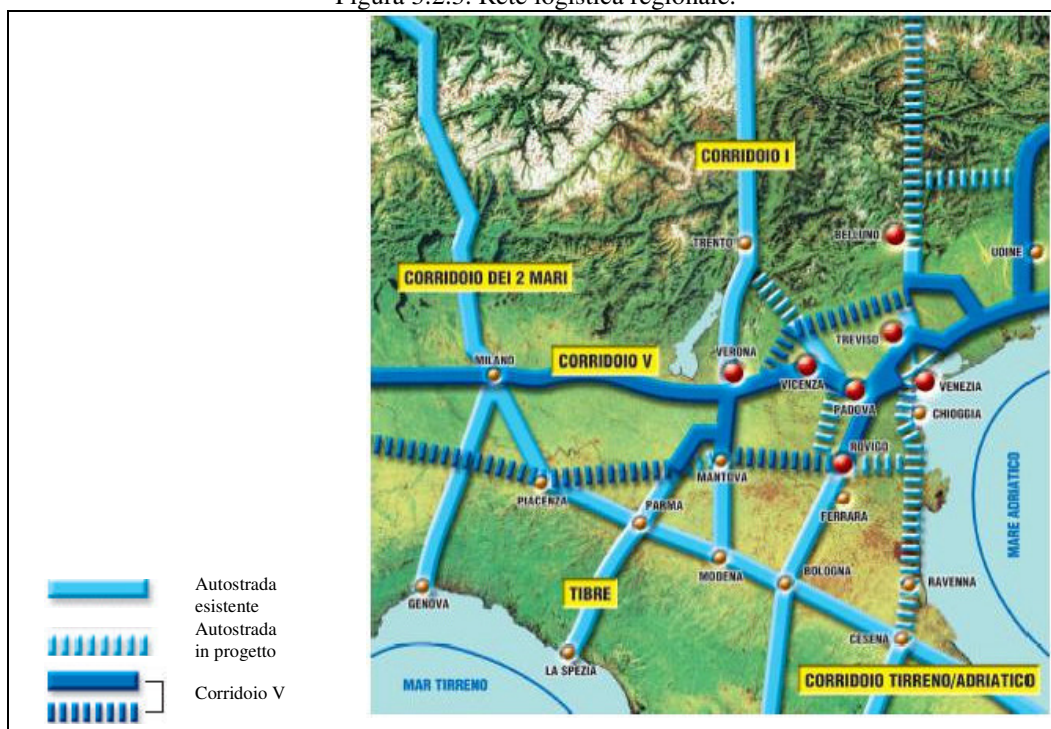 Figura 3.2.3. Rete logistica regionale.
CORRIDOIO I
BELLUNO
TRENTO
UDINE
CORRIDOIO DEI 2 MARI
TREVISO
MILANO
CORRIDOIO V
VERONA
VICENZA
VENEZIA
PADOVA
CHIOGGIA
ROVIGO
MANTOVA
PIACENZA
PARMA
FERRARA
MARE ADRIATICO
MODENA
BOLOGNA
RAVENNA
GENOVA
TIBRE
CESENA
LA SPEZIA
MAR TIRRENO
CORRIDOIO TIRRENO/ADRIATICO
Autostrada
esistente
Autostrada
in progetto
Corridoio V